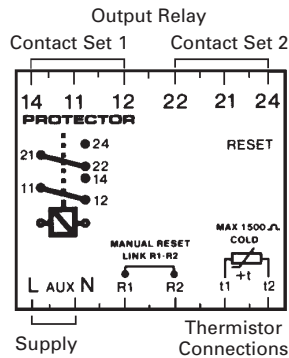 Output Relay
Contact Set 1 Contact Set 2
14 11 12 22 21 24
PROTECTOR
24
RESET
21
22
14
11
12
MAX 1500 Ω
COLD
MANUAL RESET
LINK R1-R2
+t
L AUX N R1 R2 t1 t2
Supply
Thermistor
Connections